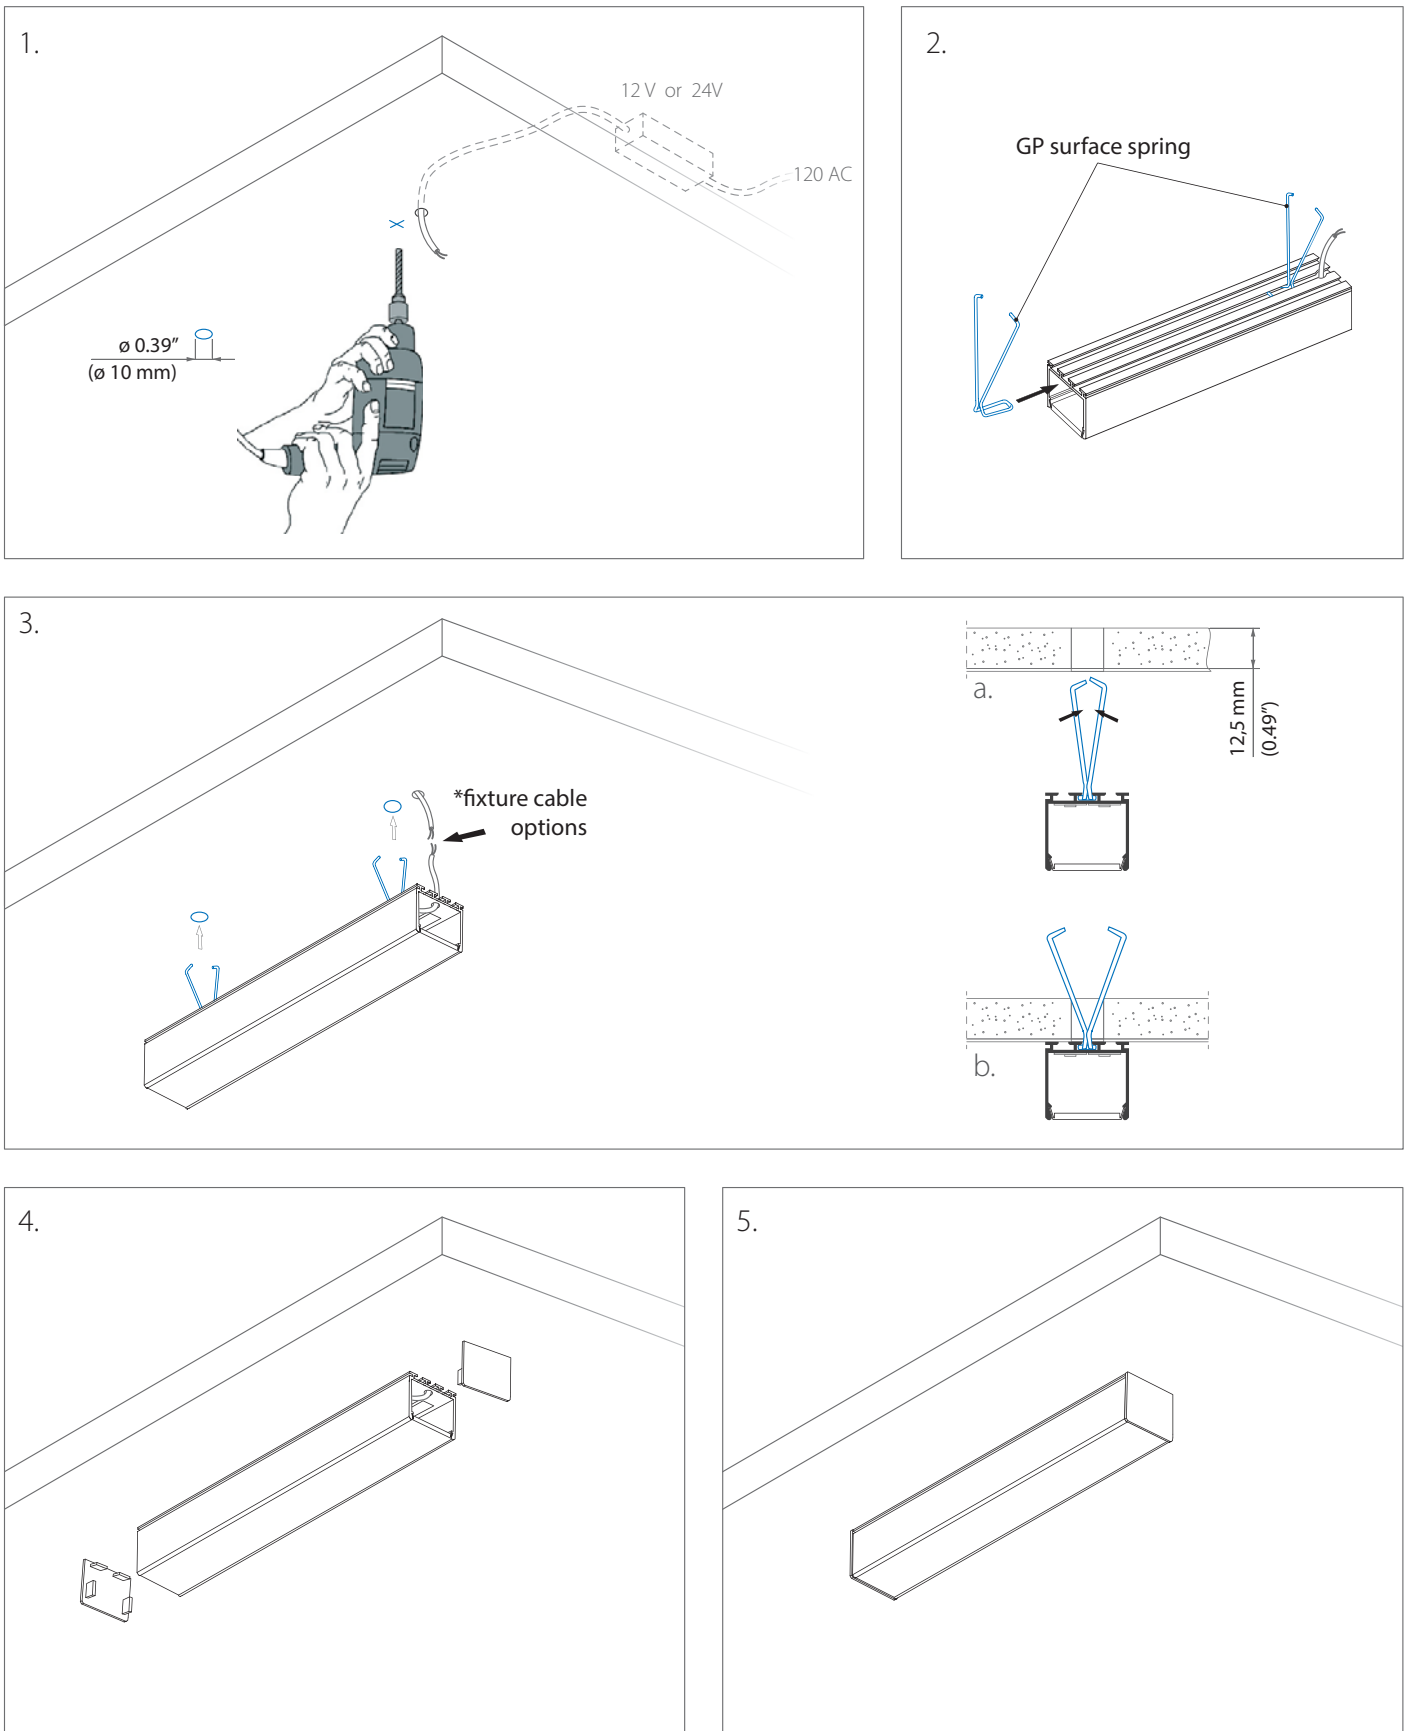 1.
12 V or 24V
120 AC
ø 0.39"
(ø 10 mm)
2.
GP surface spring
3.
*fixture cable
options
a.
12,5 mm
(0.49")
b.
4.
5.